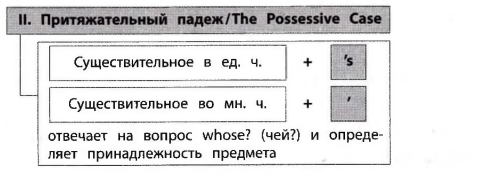 II. Притяжательный падеж/The Possessive Case
Существительное в ед. ч. + 's
Существительное во мн. ч. + '
отвечает на вопрос whose? (чей?) и опреде-
ляет принадлежность предмета